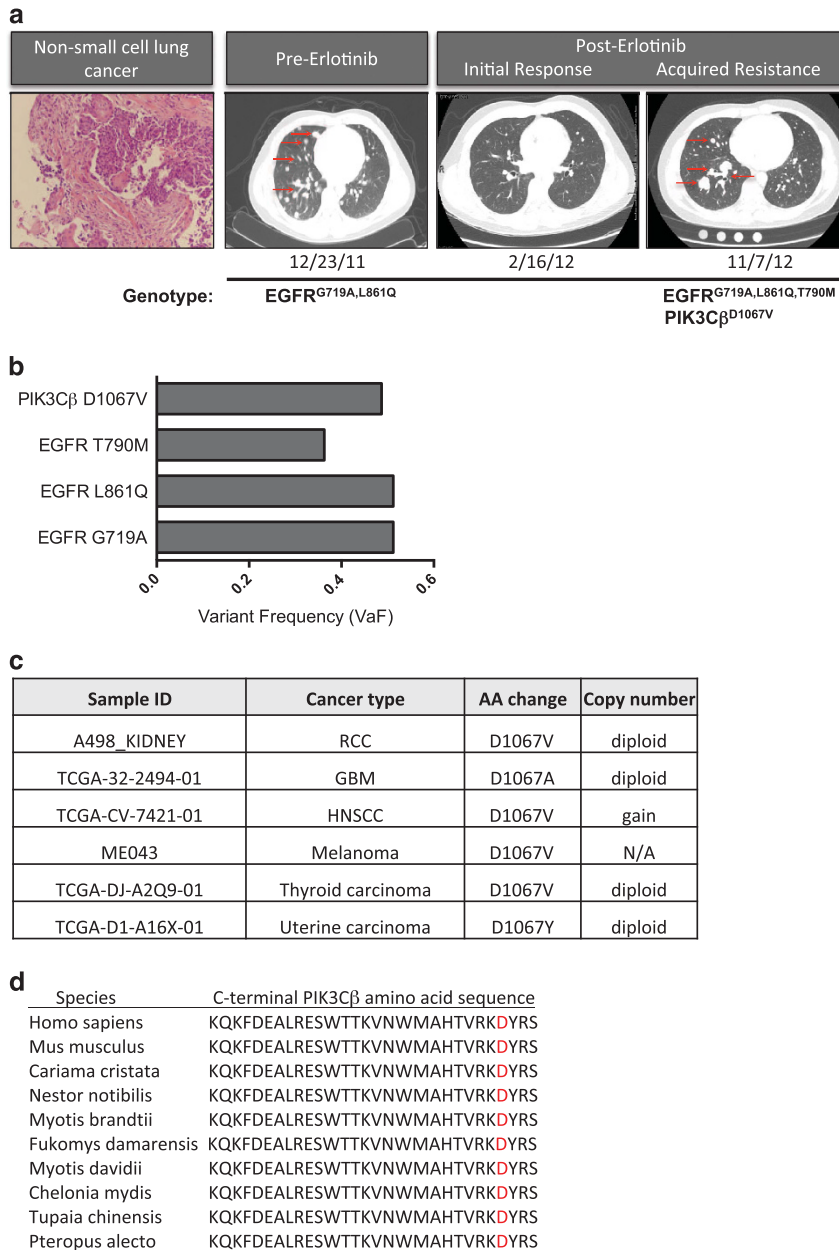 a
Non-small cell lung
cancer
Pre-Erlotinib
Post-Erlotinib
Initial Response
Acquired Resistance
12/23/11
2/16/12
11/7/12
Genotype:
EGFRG719A,L861Q
EGFRG719A,L861Q,T790M
PIK3CβD1067V
b
PIK3Cβ D1067V
EGFR T790M
EGFR L861Q
EGFR G719A
0.0
0.2
0.4
0.6
Variant Frequency (VaF)
c
Sample ID Cancer type AA change Copy number
A498_KIDNEY RCC D1067V diploid
TCGA-32-2494-01 GBM D1067A diploid
TCGA-CV-7421-01 HNSCC D1067V gain
ME043 Melanoma D1067V N/A
TCGA-DJ-A2Q9-01 Thyroid carcinoma D1067V diploid
TCGA-D1-A16X-01 Uterine carcinoma D1067Y diploid
d
Species C-terminal PIK3Cβ amino acid sequence
Homo sapiens KQKFDEALRESWTTKVNWMAHTVRKDYRS
Mus musculus KQKFDEALRESWTTKVNWMAHTVRKDYRS
Cariama cristata KQKFDEALRESWTTKVNWMAHTVRKDYRS
Nestor notibilis KQKFDEALRESWTTKVNWMAHTVRKDYRS
Myotis brandtii KQKFDEALRESWTTKVNWMAHTVRKDYRS
Fukomys damarensis KQKFDEALRESWTTKVNWMAHTVRKDYRS
Myotis davidii KQKFDEALRESWTTKVNWMAHTVRKDYRS
Chelonia mydis KQKFDEALRESWTTKVNWMAHTVRKDYRS
Tupaia chinensis KQKFDEALRESWTTKVNWMAHTVRKDYRS
Pteropus alecto KQKFDEALRESWTTKVNWMAHTVRKDYRS